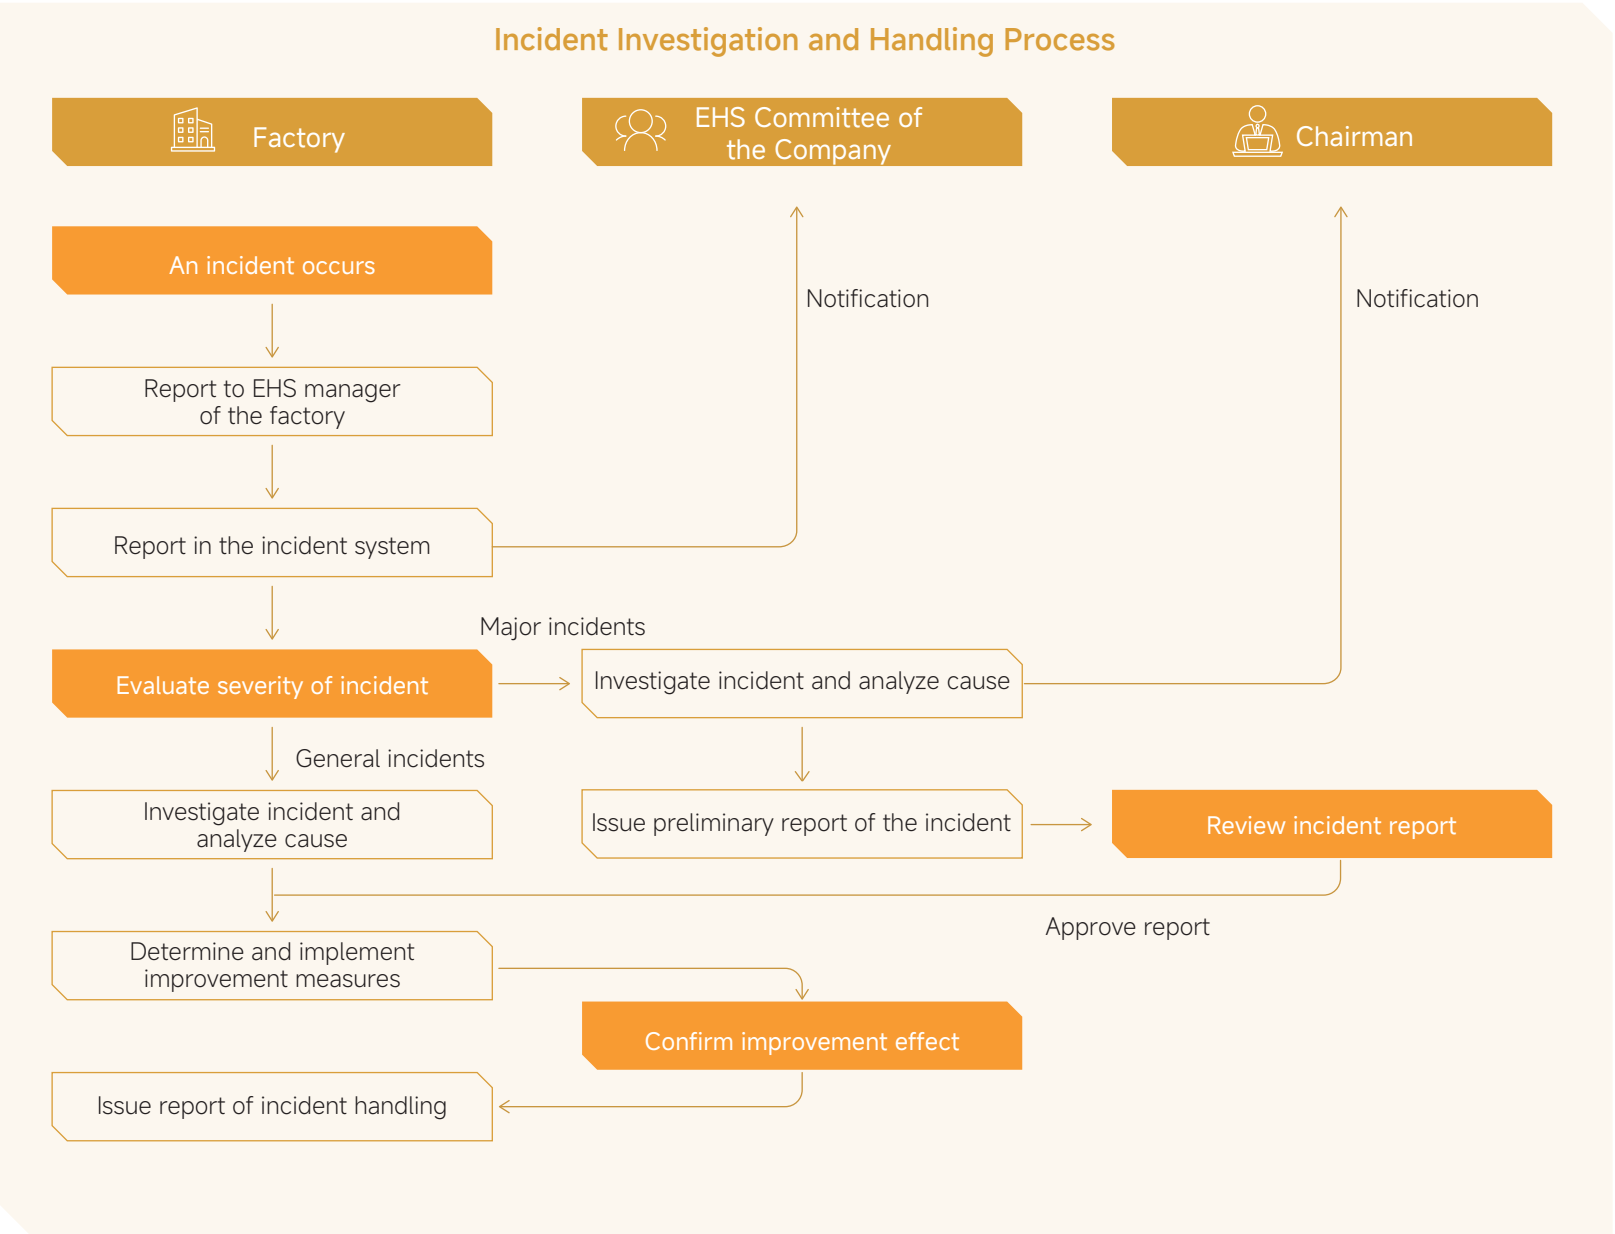 Incident Investigation and Handling Process
Factory
EHS Committee of
the Company
Chairman
An incident occurs
Notification
Notification
Report to EHS manager
of the factory
Report in the incident system
Major incidents
Evaluate severity of incident
Investigate incident and analyze cause
General incidents
Investigate incident and
analyze cause
Issue preliminary report of the incident
Review incident report
Approve report
Determine and implement
improvement measures
Confirm improvement effect
Issue report of incident handling